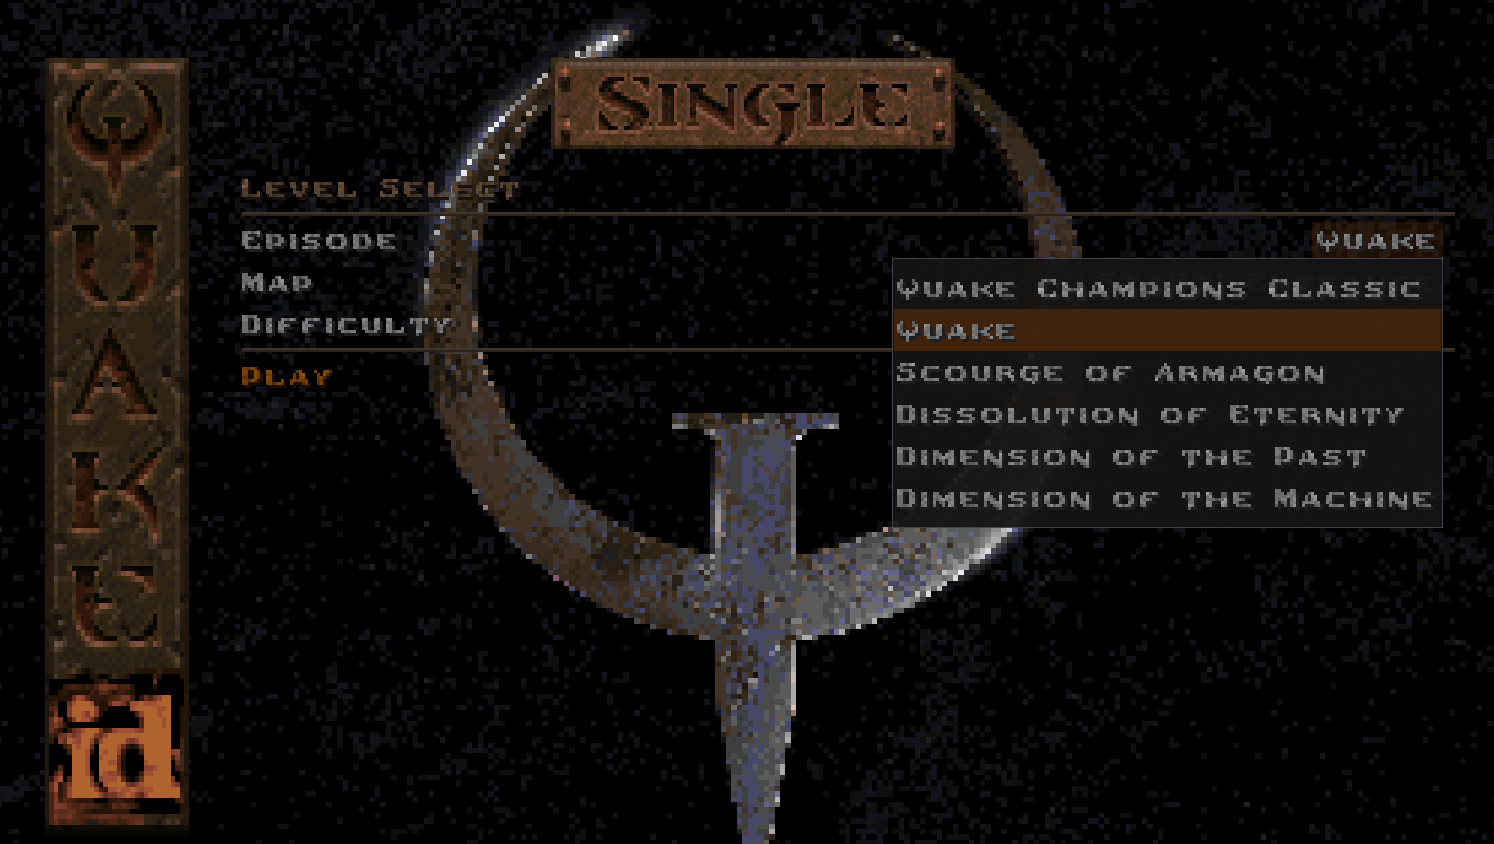 QUAKE
id
SINGLE
LEVEL SELECT
EPISODE QUAKE
MAP
DIFFICULTY
PLAY
QUAKE CHAMPIONS CLASSIC
QUAKE
SCOURGE OF ARMAGON
DISSOLUTION OF ETERNITY
DIMENSION OF THE PAST
DIMENSION OF THE MACHINE